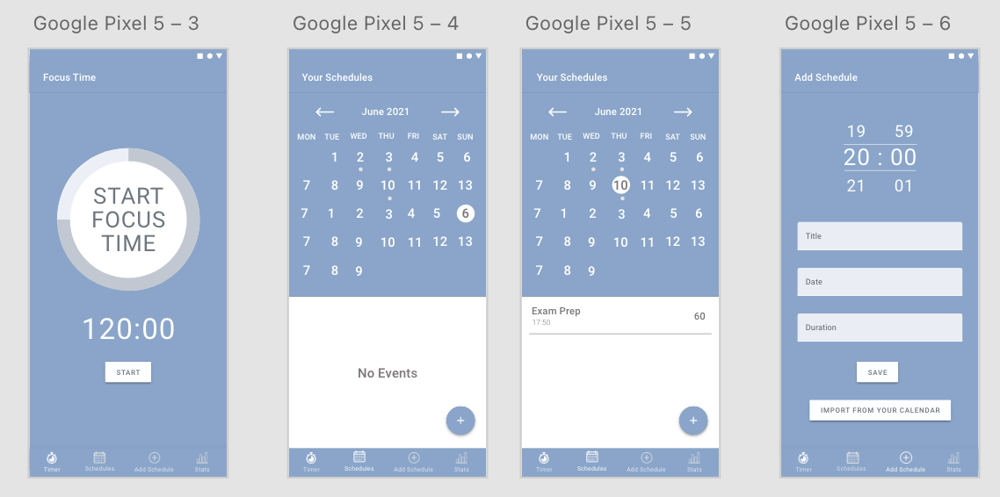 Google Pixel 5 – 3
Focus Time
START
FOCUS
TIME
120:00
START
Timer
Schedules
Add Schedule
Stats
Google Pixel 5 – 4
Your Schedules
June 2021
MON TUE WED THU FRI SAT SUN
1 2 3 4 5 6
7 8 9 10 11 12 13
7 1 2 3 4 5 6
7 8 9 10 11 12 13
7 8 9
No Events
+
Timer
Schedules
Add Schedule
Stats
Google Pixel 5 – 5
Your Schedules
June 2021
MON TUE WED THU FRI SAT SUN
1 2 3 4 5 6
7 8 9 10 11 12 13
7 1 2 3 4 5 6
7 8 9 10 11 12 13
7 8 9
Exam Prep
17:50
60
+
Timer
Schedules
Add Schedule
Stats
Google Pixel 5 – 6
Add Schedule
19 59
20 : 00
21 01
Title
Date
Duration
SAVE
IMPORT FROM YOUR CALENDAR
Timer
Schedules
Add Schedule
Stats